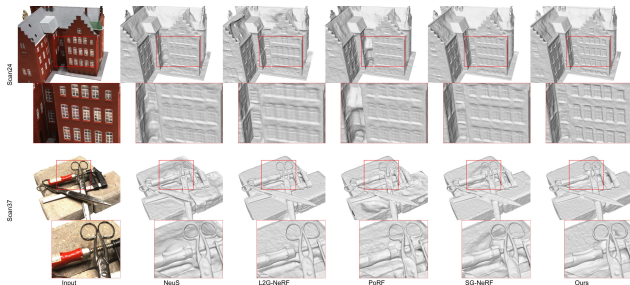 Scan24
Scan37
Inout
NeuS
L2G-NeRF
PoRF
SG-NeRF
Ours